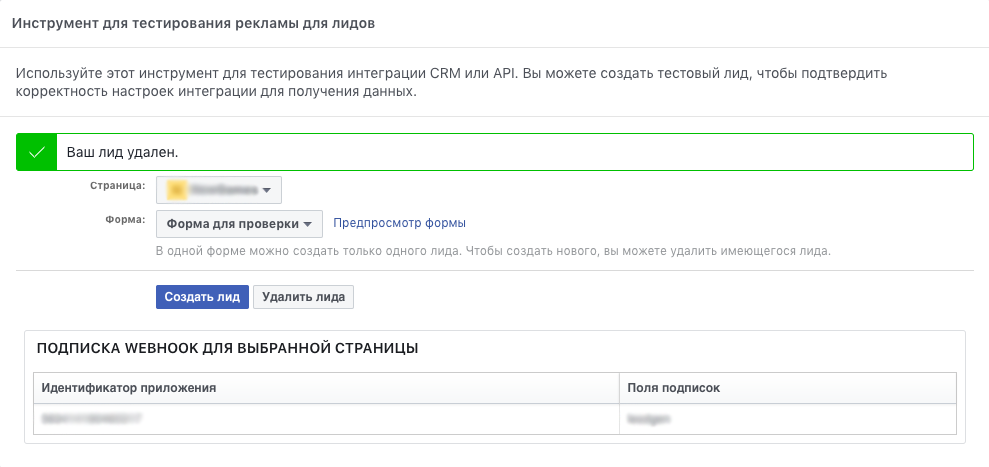 Инструмент для тестирования рекламы для лидов
Используйте этот инструмент для тестирования интеграции CRM или API. Вы можете создать тестовый лид, чтобы подтвердить
корректность настроек интеграции для получения данных.
Ваш лид удален.
Страница:
Форма: Форма для проверки Предпросмотр формы
В одной форме можно создать только одного лида. Чтобы создать нового, вы можете удалить имеющегося лида.
Создать лид Удалить лида
ПОДПИСКА WEBHOOK ДЛЯ ВЫБРАННОЙ СТРАНИЦЫ
Идентификатор приложения Поля подписок